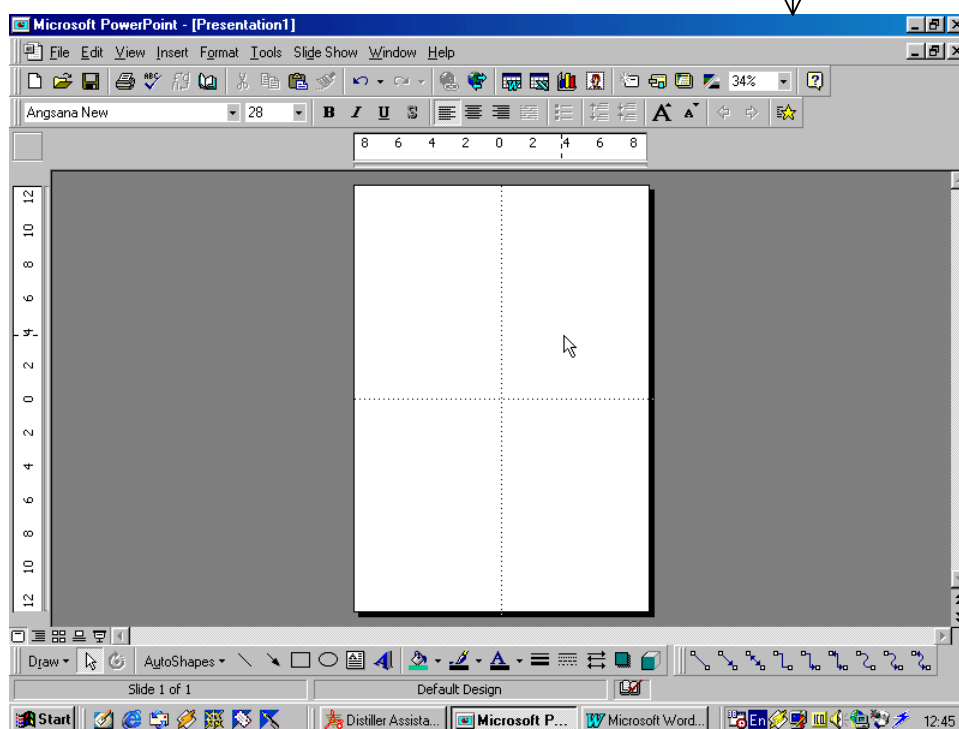 Microsoft PowerPoint - [Presentation1]
File Edit View Insert Format Tools Slide Show Window Help
ABC 34%
Angsana New 28 B I U S A A
8 6 4 2 0 2 4 6 8
12
10
8
6
4
2
0
2
4
6
8
10
12
Draw AutoShapes A A
Slide 1 of 1 Default Design
Start Distiller Assista... Microsoft P... Microsoft Word... En 12:45